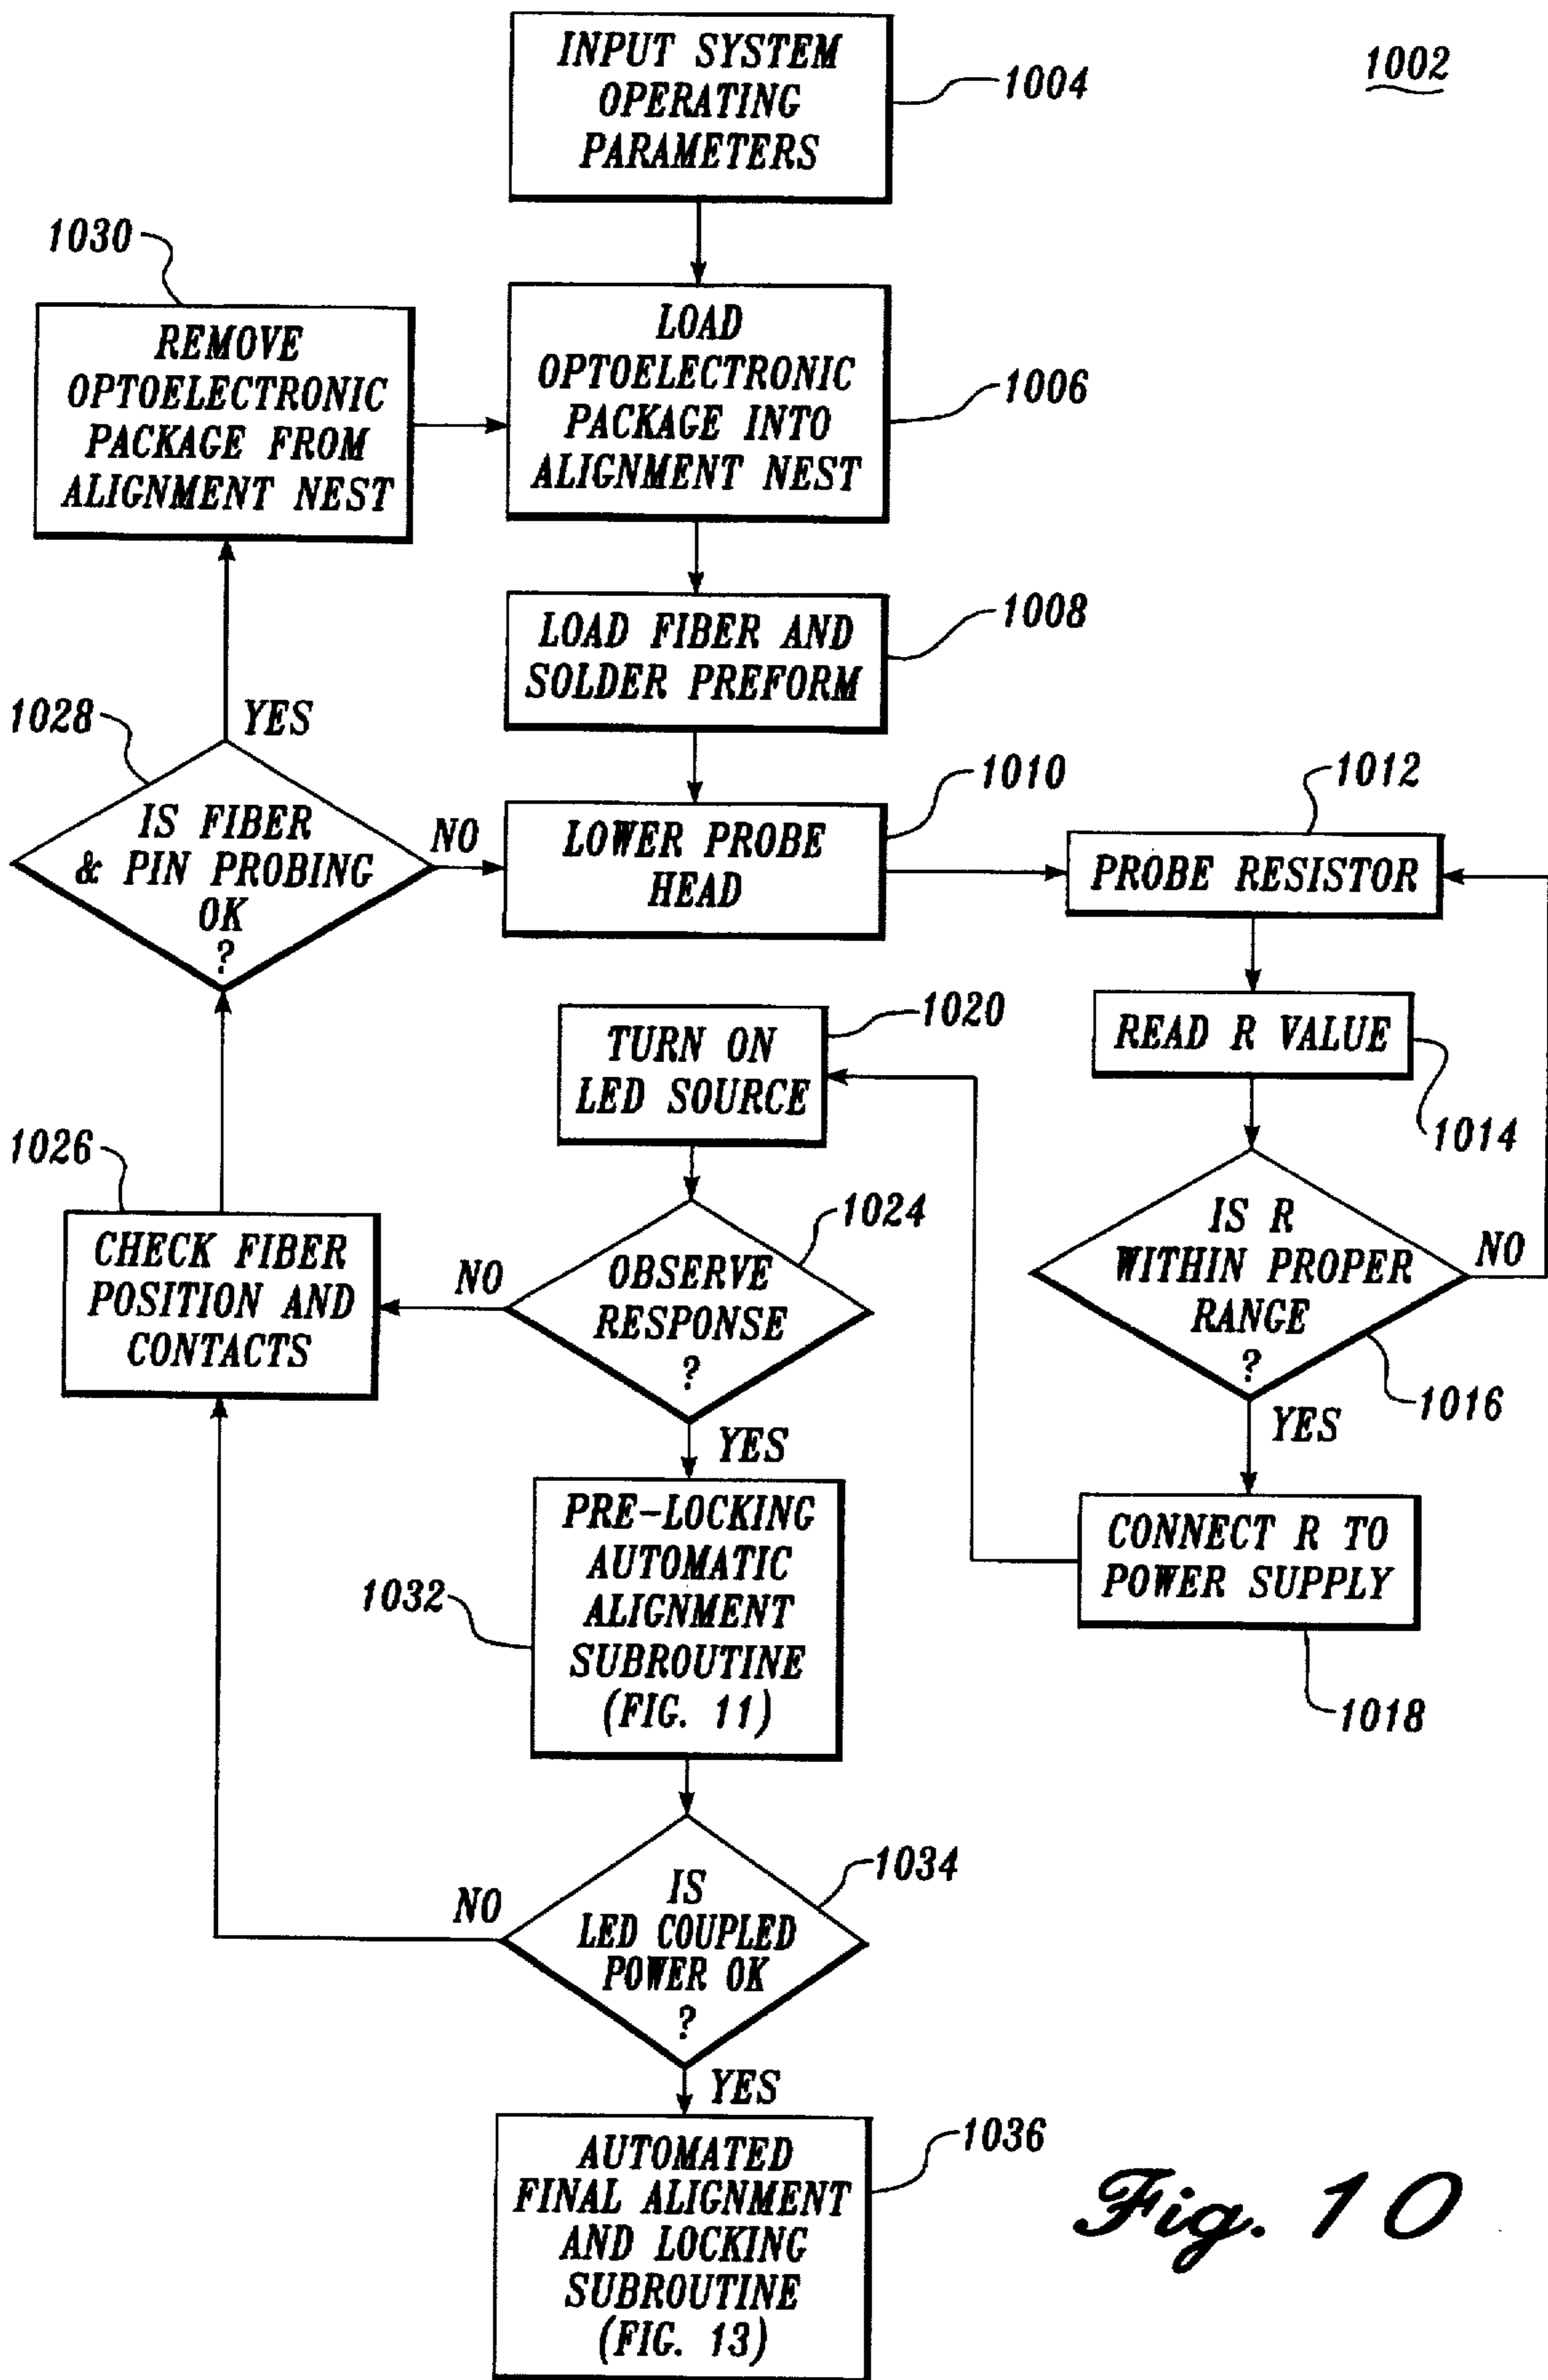 INPUT SYSTEM
OPERATING
PARAMETERS
1004
1002
1030
REMOVE
OPTOELECTRONIC
PACKAGE FROM
ALIGNMENT NEST
LOAD
OPTOELECTRONIC
PACKAGE INTO
ALIGNMENT NEST
1006
LOAD FIBER AND
SOLDER PREFORM
1008
1028
YES
IS FIBER
& PIN PROBING
OK
?
NO
LOWER PROBE
HEAD
1010
1012
PROBE RESISTOR
READ R VALUE
1014
IS R
WITHIN PROPER
RANGE
?
NO
1016
YES
CONNECT R TO
POWER SUPPLY
1018
TURN ON
LED SOURCE
1020
1026
CHECK FIBER
POSITION AND
CONTACTS
NO
OBSERVE
RESPONSE
?
1024
YES
PRE-LOCKING
AUTOMATIC
ALIGNMENT
SUBROUTINE
(FIG. 11)
1032
NO
IS
LED COUPLED
POWER OK
?
1034
YES
AUTOMATED
FINAL ALIGNMENT
AND LOCKING
SUBROUTINE
(FIG. 13)
1036
Fig. 10